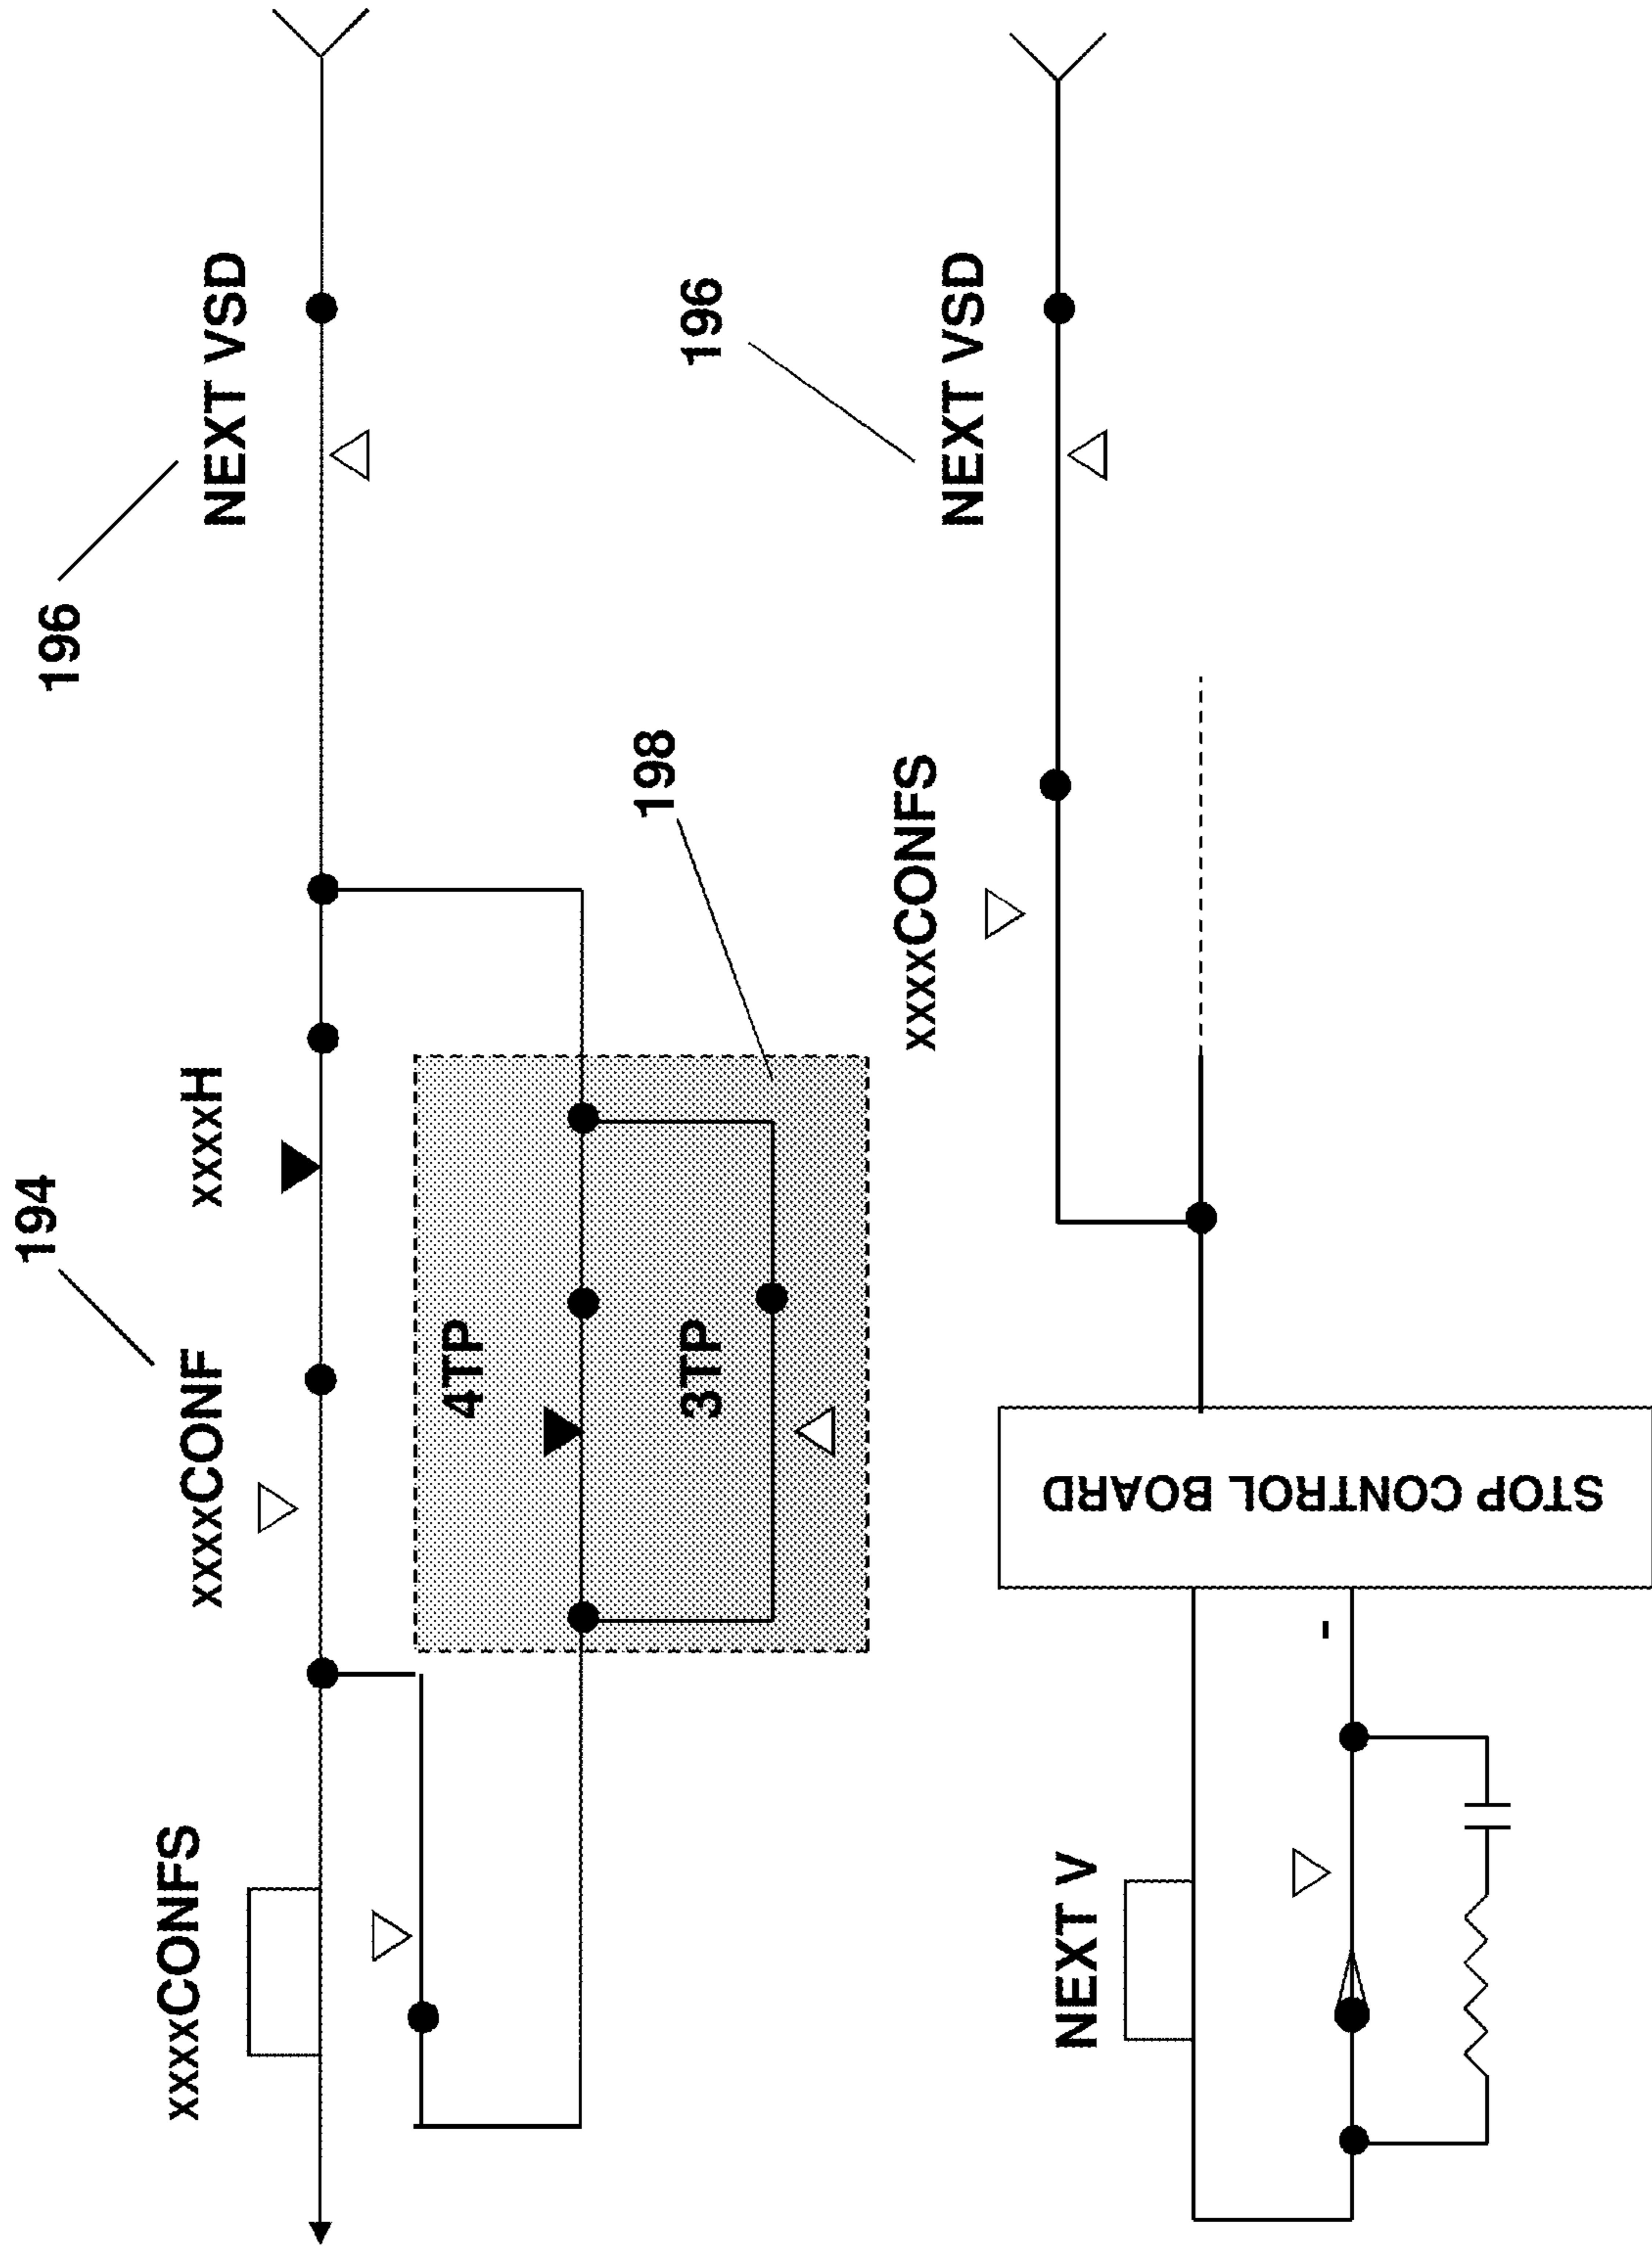 194
196
xxxxCONFS
xxxxCONF
xxxxH
NEXT VSD
4TP
3TP
198
196
xxxxCONFS
NEXT VSD
NEXT V
-
STOP CONTROL BOARD